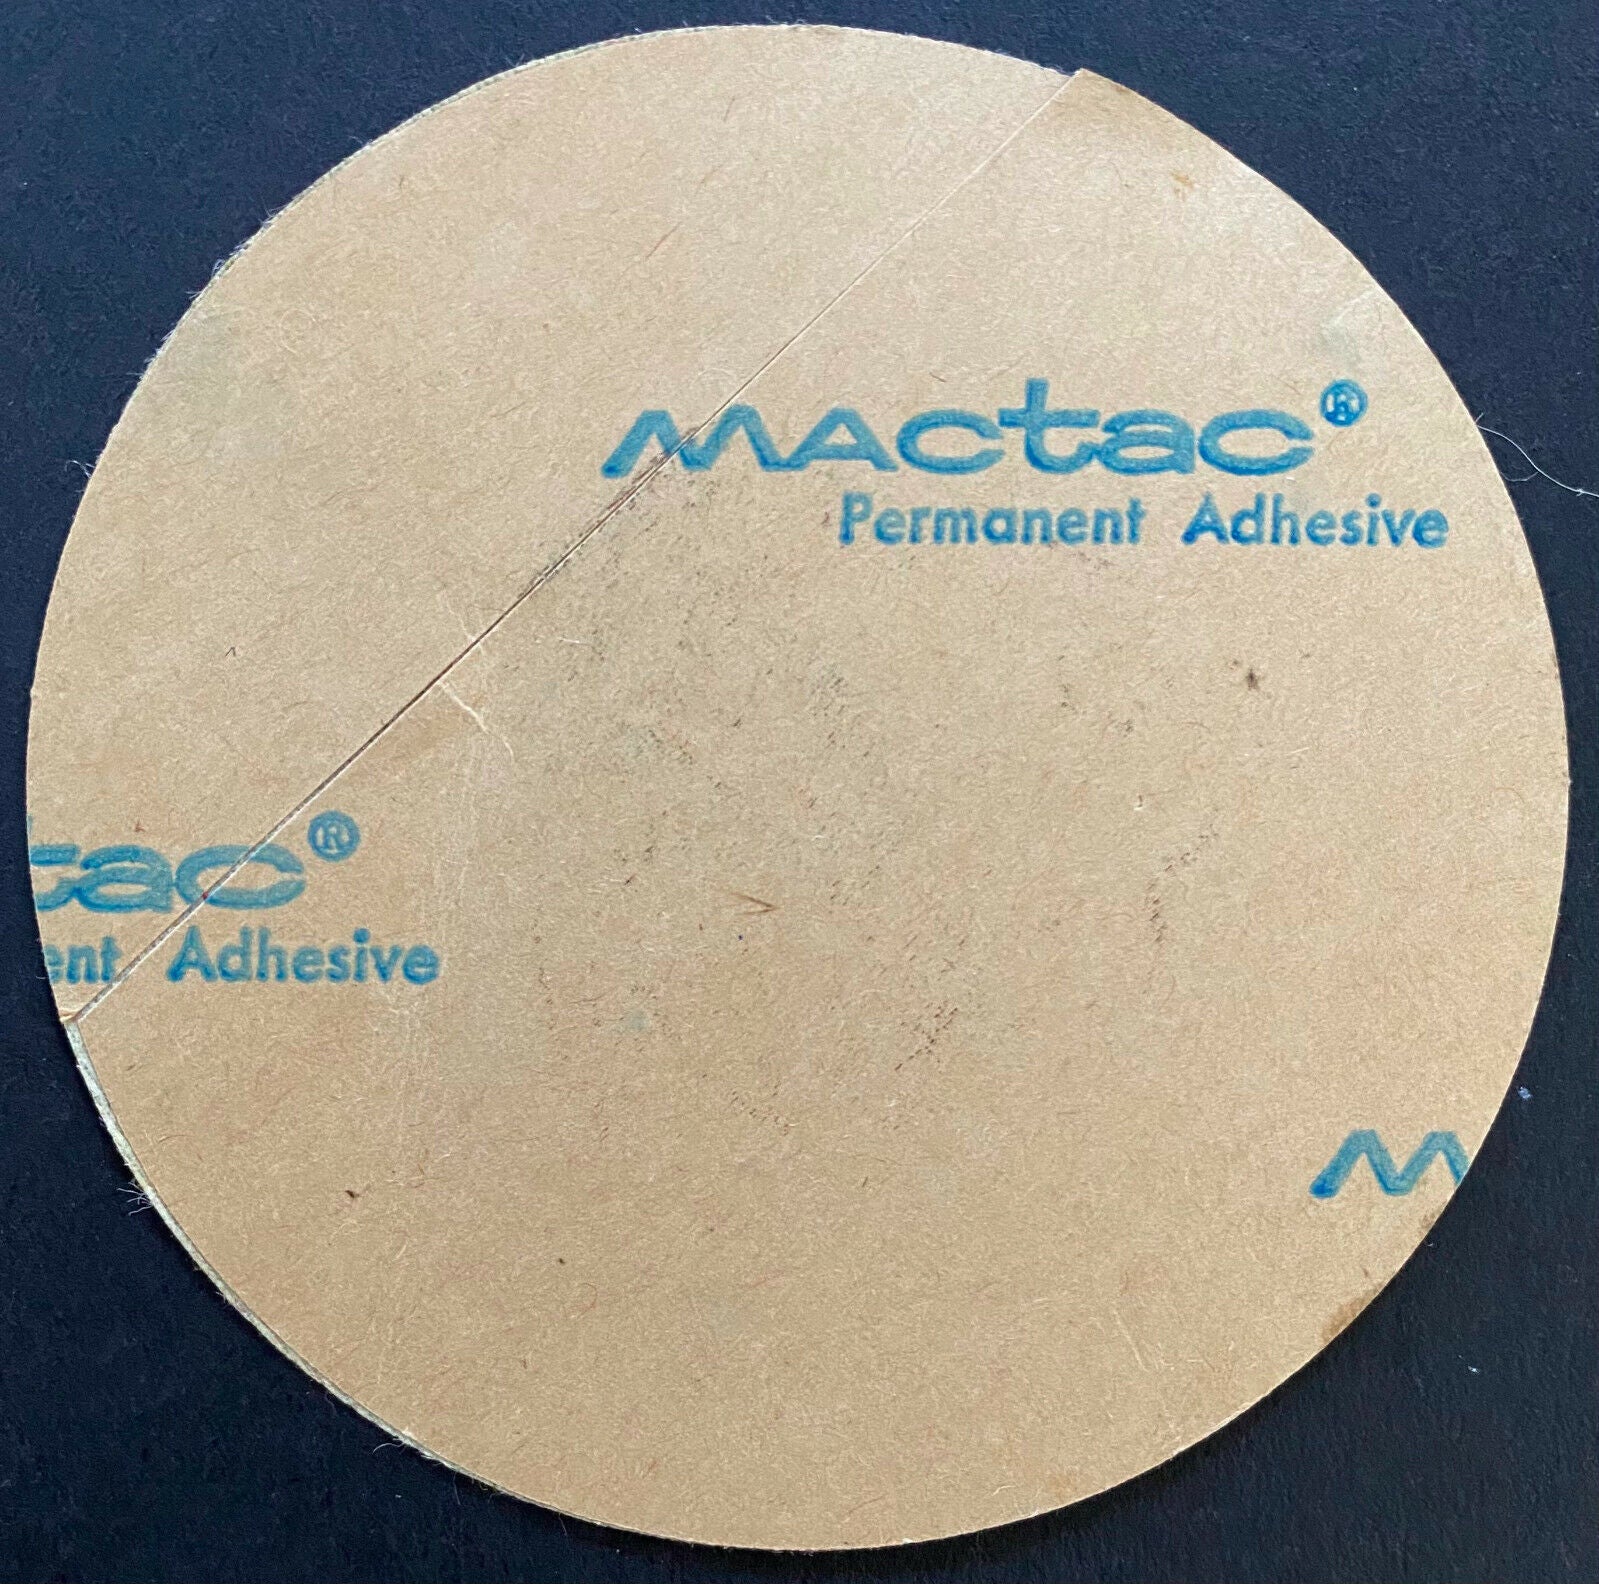 MACtac®
Permanent Adhesive
tac®
ent Adhesive
M